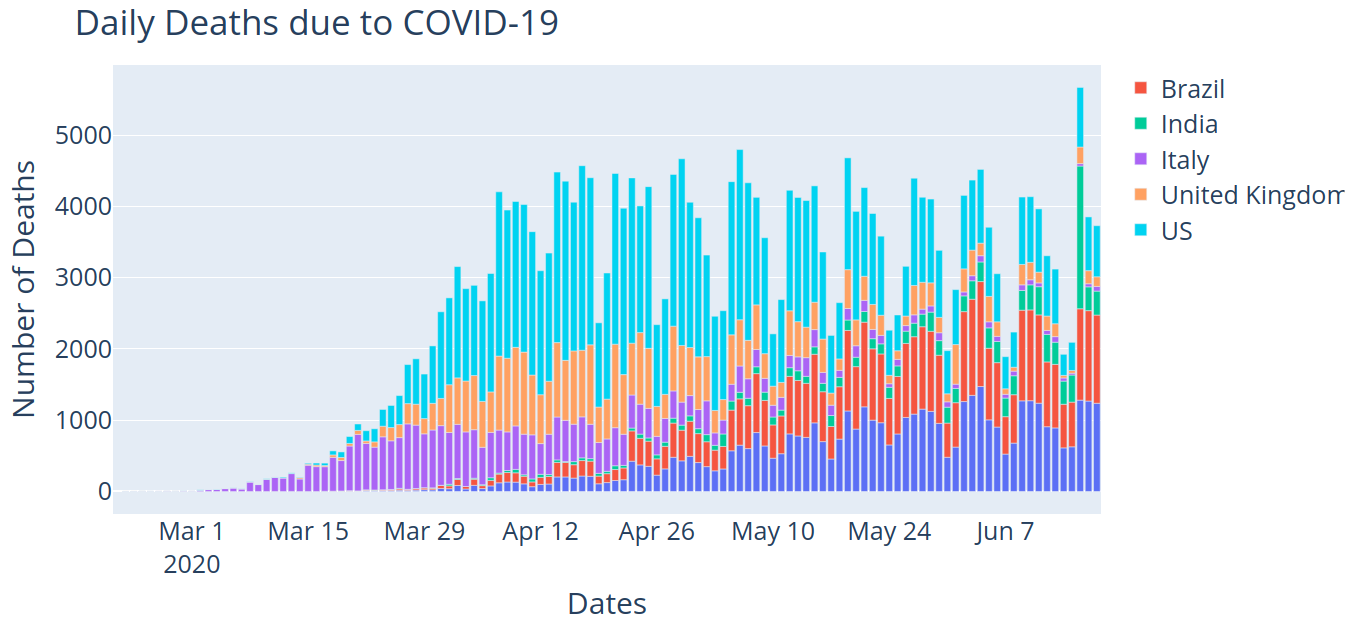 Daily Deaths due to COVID-19
Number of Deaths
5000
4000
3000
2000
1000
0
Mar 1
2020
Mar 15
Mar 29
Apr 12
Apr 26
May 10
May 24
Jun 7
Dates
Brazil
India
Italy
United Kingdom
US